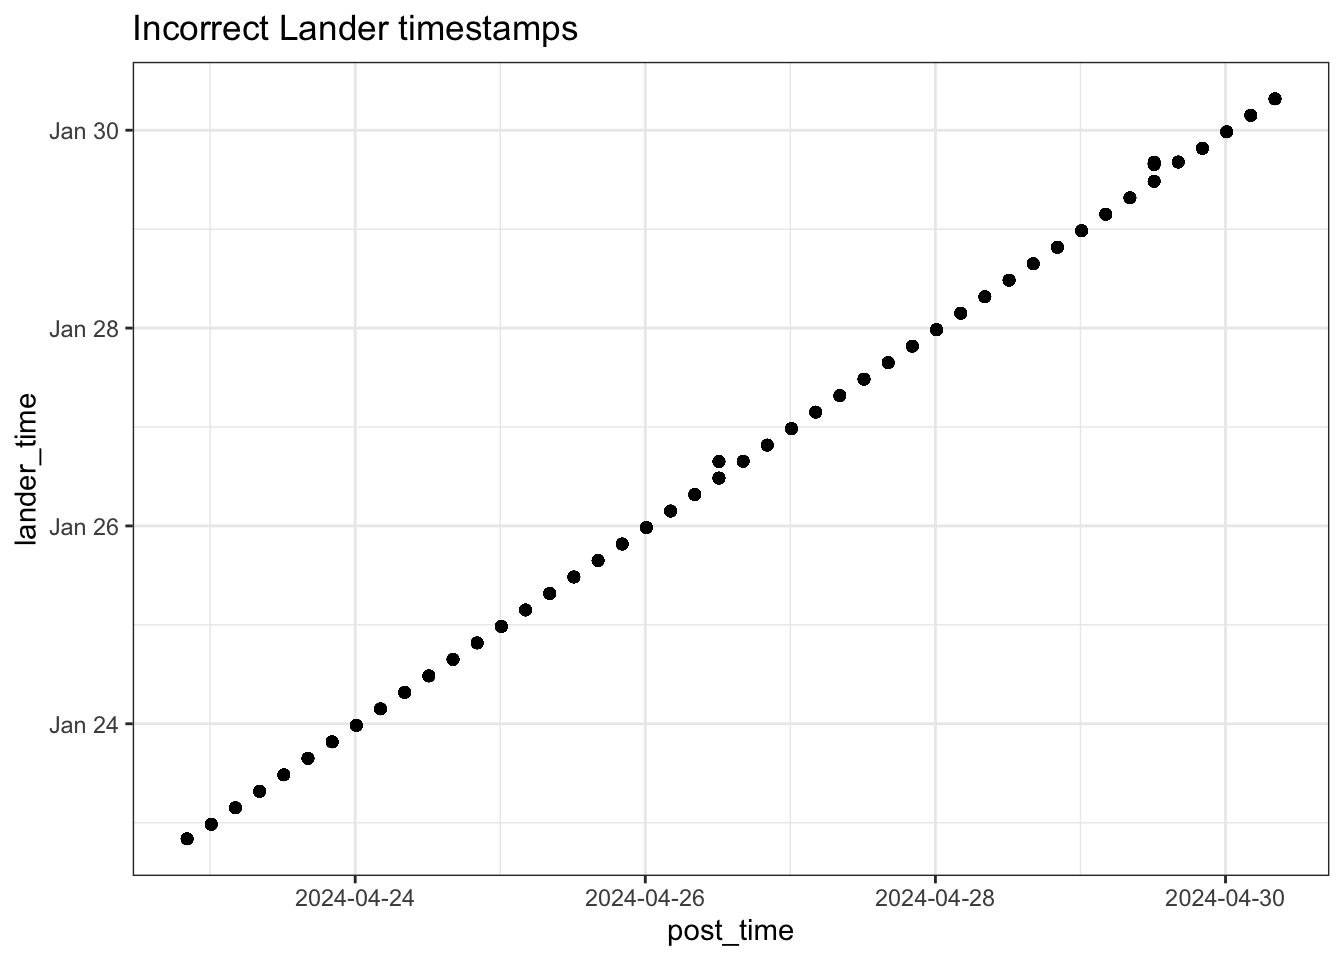 Incorrect Lander timestamps
Jan 30
Jan 28
Jan 26
Jan 24
lander_time
2024-04-24 2024-04-26 2024-04-28 2024-04-30
post_time